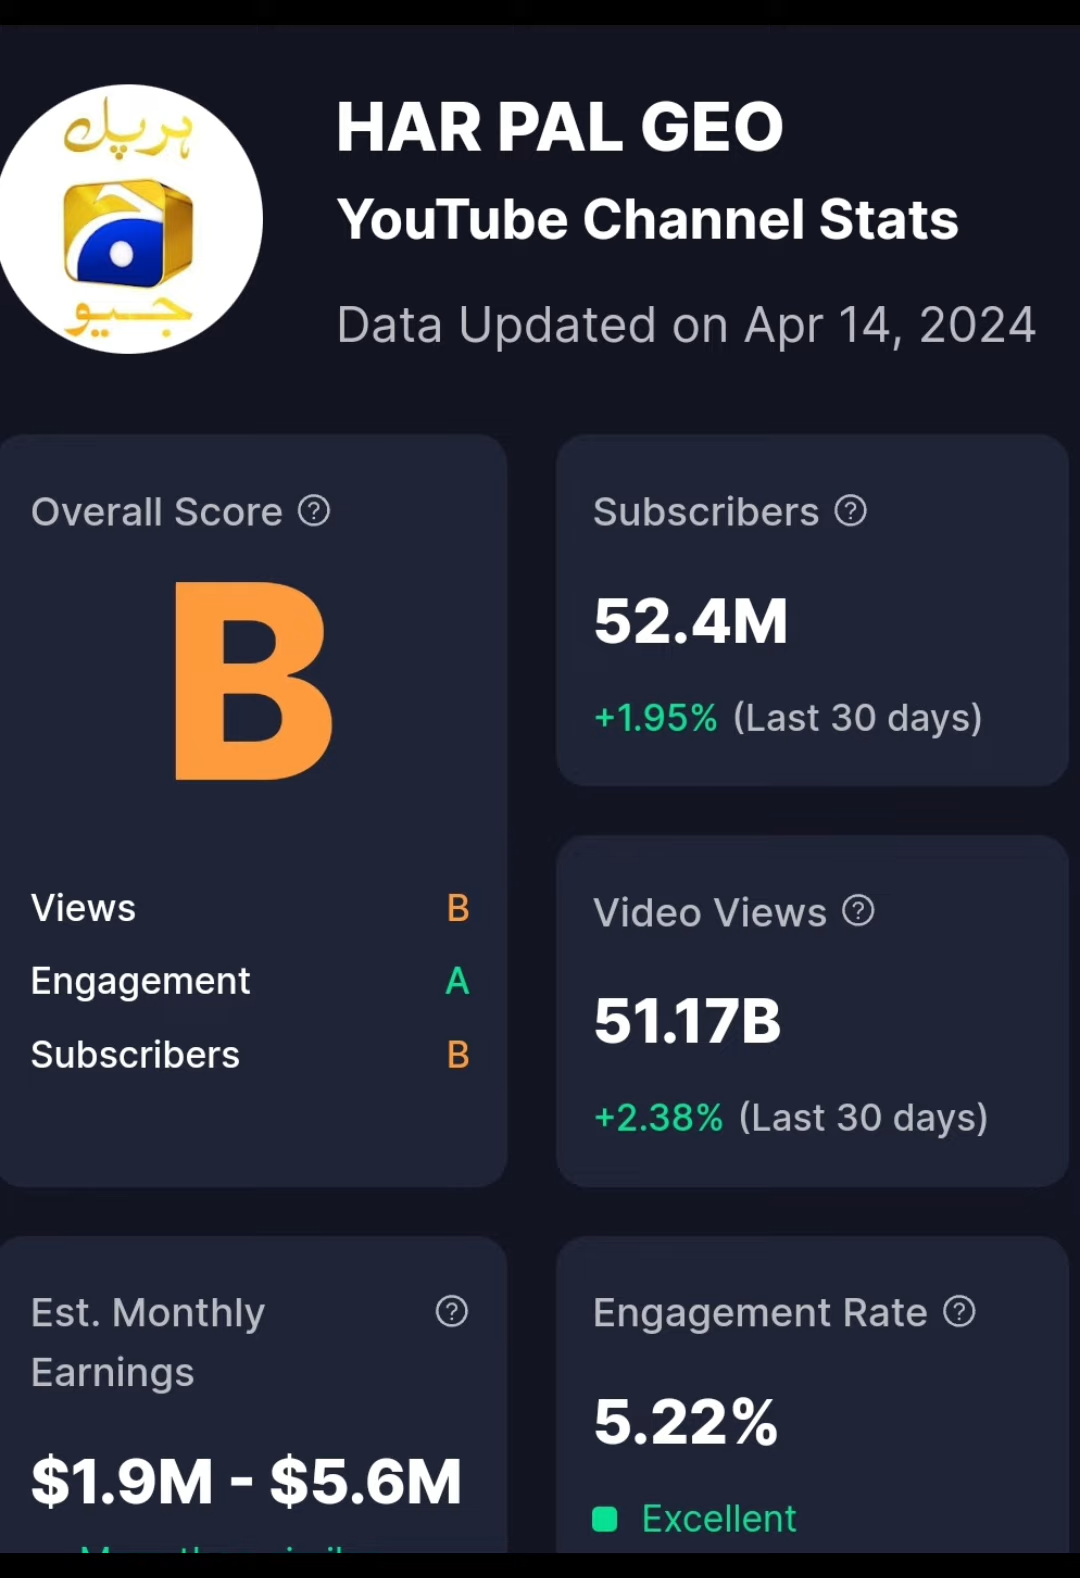 ہر پل
جیو
HAR PAL GEO
YouTube Channel Stats
Data Updated on Apr 14, 2024
Overall Score
B
Views B
Engagement A
Subscribers B
Subscribers
52.4M
+1.95% (Last 30 days)
Video Views
51.17B
+2.38% (Last 30 days)
Est. Monthly
Earnings
$1.9M - $5.6M
Engagement Rate
5.22%
Excellent